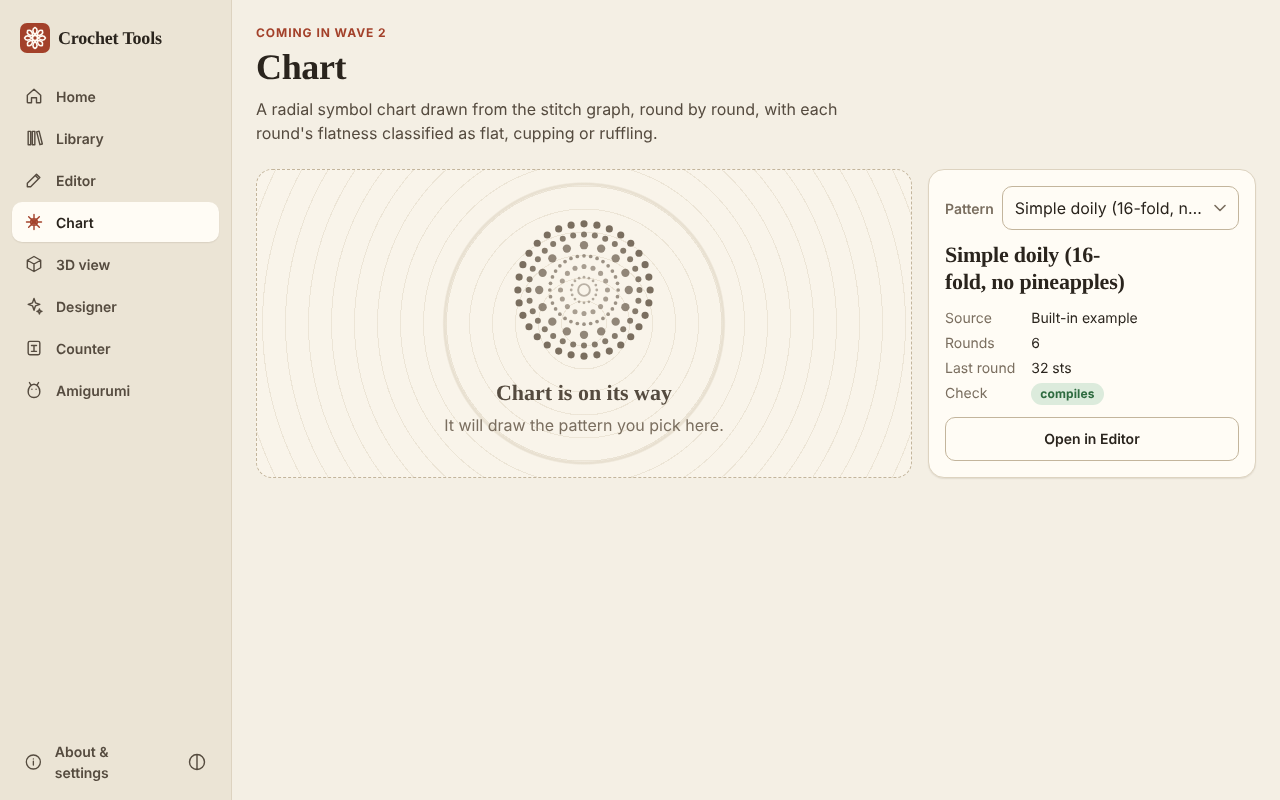 Crochet Tools
Home
Library
Editor
Chart
3D view
Designer
Counter
Amigurumi
About &
settings
COMING IN WAVE 2
Chart
A radial symbol chart drawn from the stitch graph, round by round, with each
round's flatness classified as flat, cupping or ruffling.
Chart is on its way
It will draw the pattern you pick here.
Pattern Simple doily (16-fold, n...
Simple doily (16-
fold, no pineapples)
Source Built-in example
Rounds 6
Last round 32 sts
Check compiles
Open in Editor